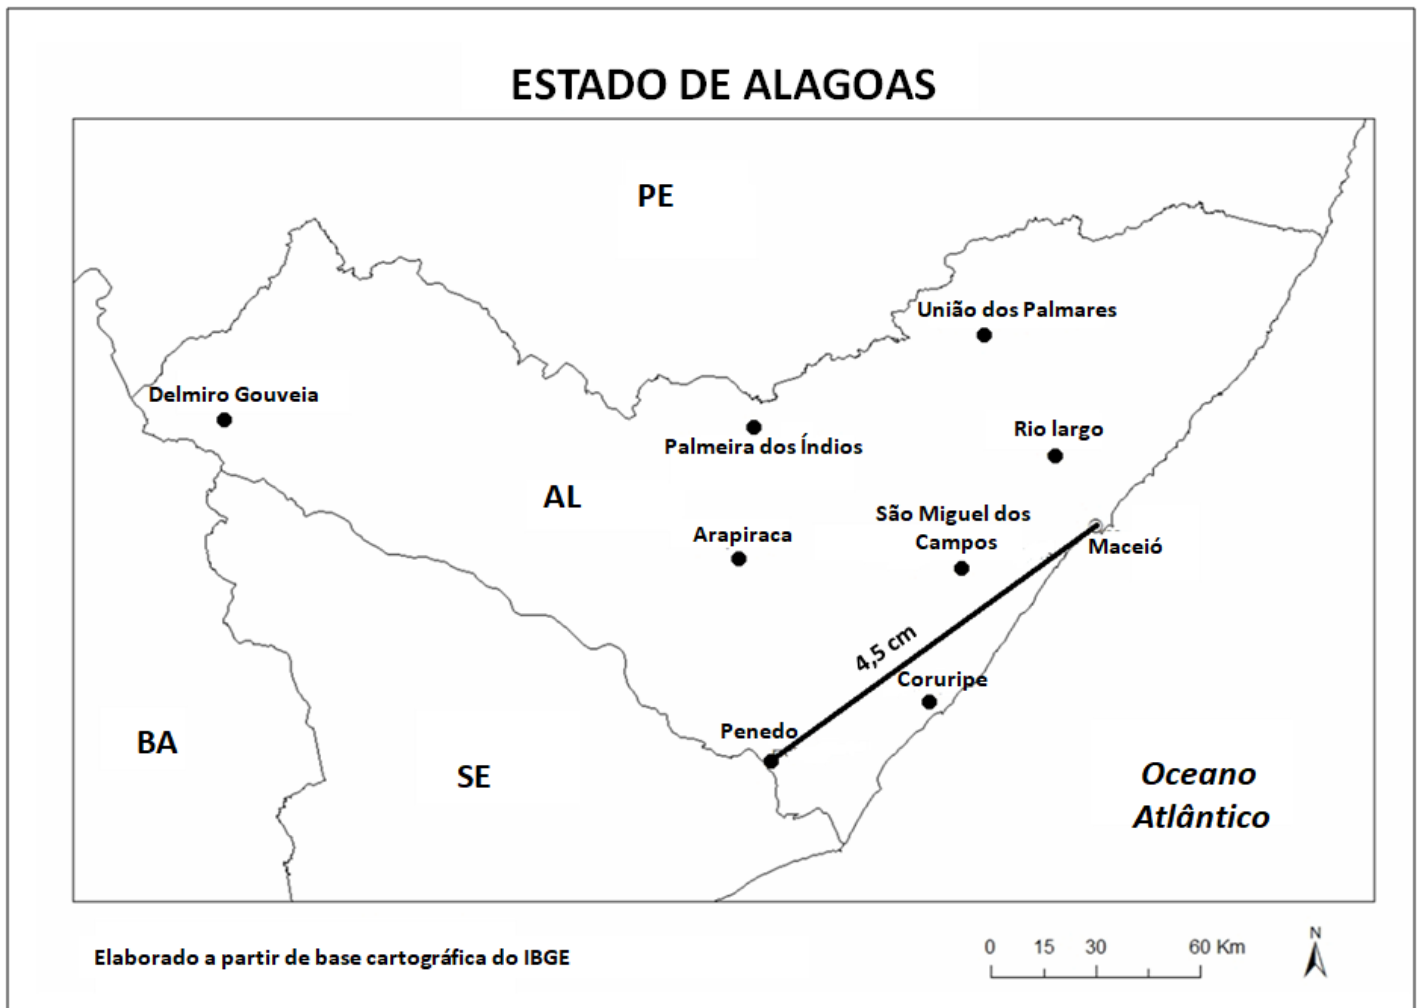 ESTADO DE ALAGOAS
PE
União dos Palmares
Delmiro Gouveia
Palmeira dos Índios
Rio largo
AL
São Miguel dos
Campos
Arapiraca
Maceió
4,5 cm
Coruripe
Penedo
BA
SE
Oceano
Atlântico
Elaborado a partir de base cartográfica do IBGE
0 15 30 60 Km
N